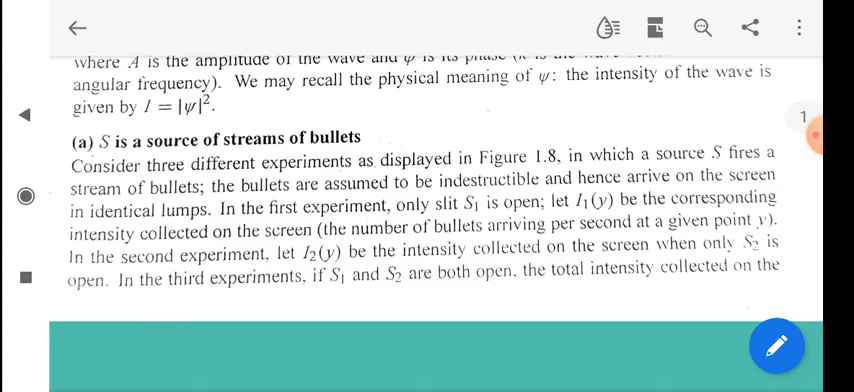 where A is the amplitude of the wave and ψ is its phase
angular frequency). We may recall the physical meaning of ψ: the intensity of the wave is
given by I = |ψ|².
1
(a) S is a source of streams of bullets
Consider three different experiments as displayed in Figure 1.8, in which a source S fires a
stream of bullets; the bullets are assumed to be indestructible and hence arrive on the screen
in identical lumps. In the first experiment, only slit S₁ is open; let I₁(y) be the corresponding
intensity collected on the screen (the number of bullets arriving per second at a given point y).
In the second experiment, let I₂(y) be the intensity collected on the screen when only S₂ is
open. In the third experiments, if S₁ and S₂ are both open, the total intensity collected on the